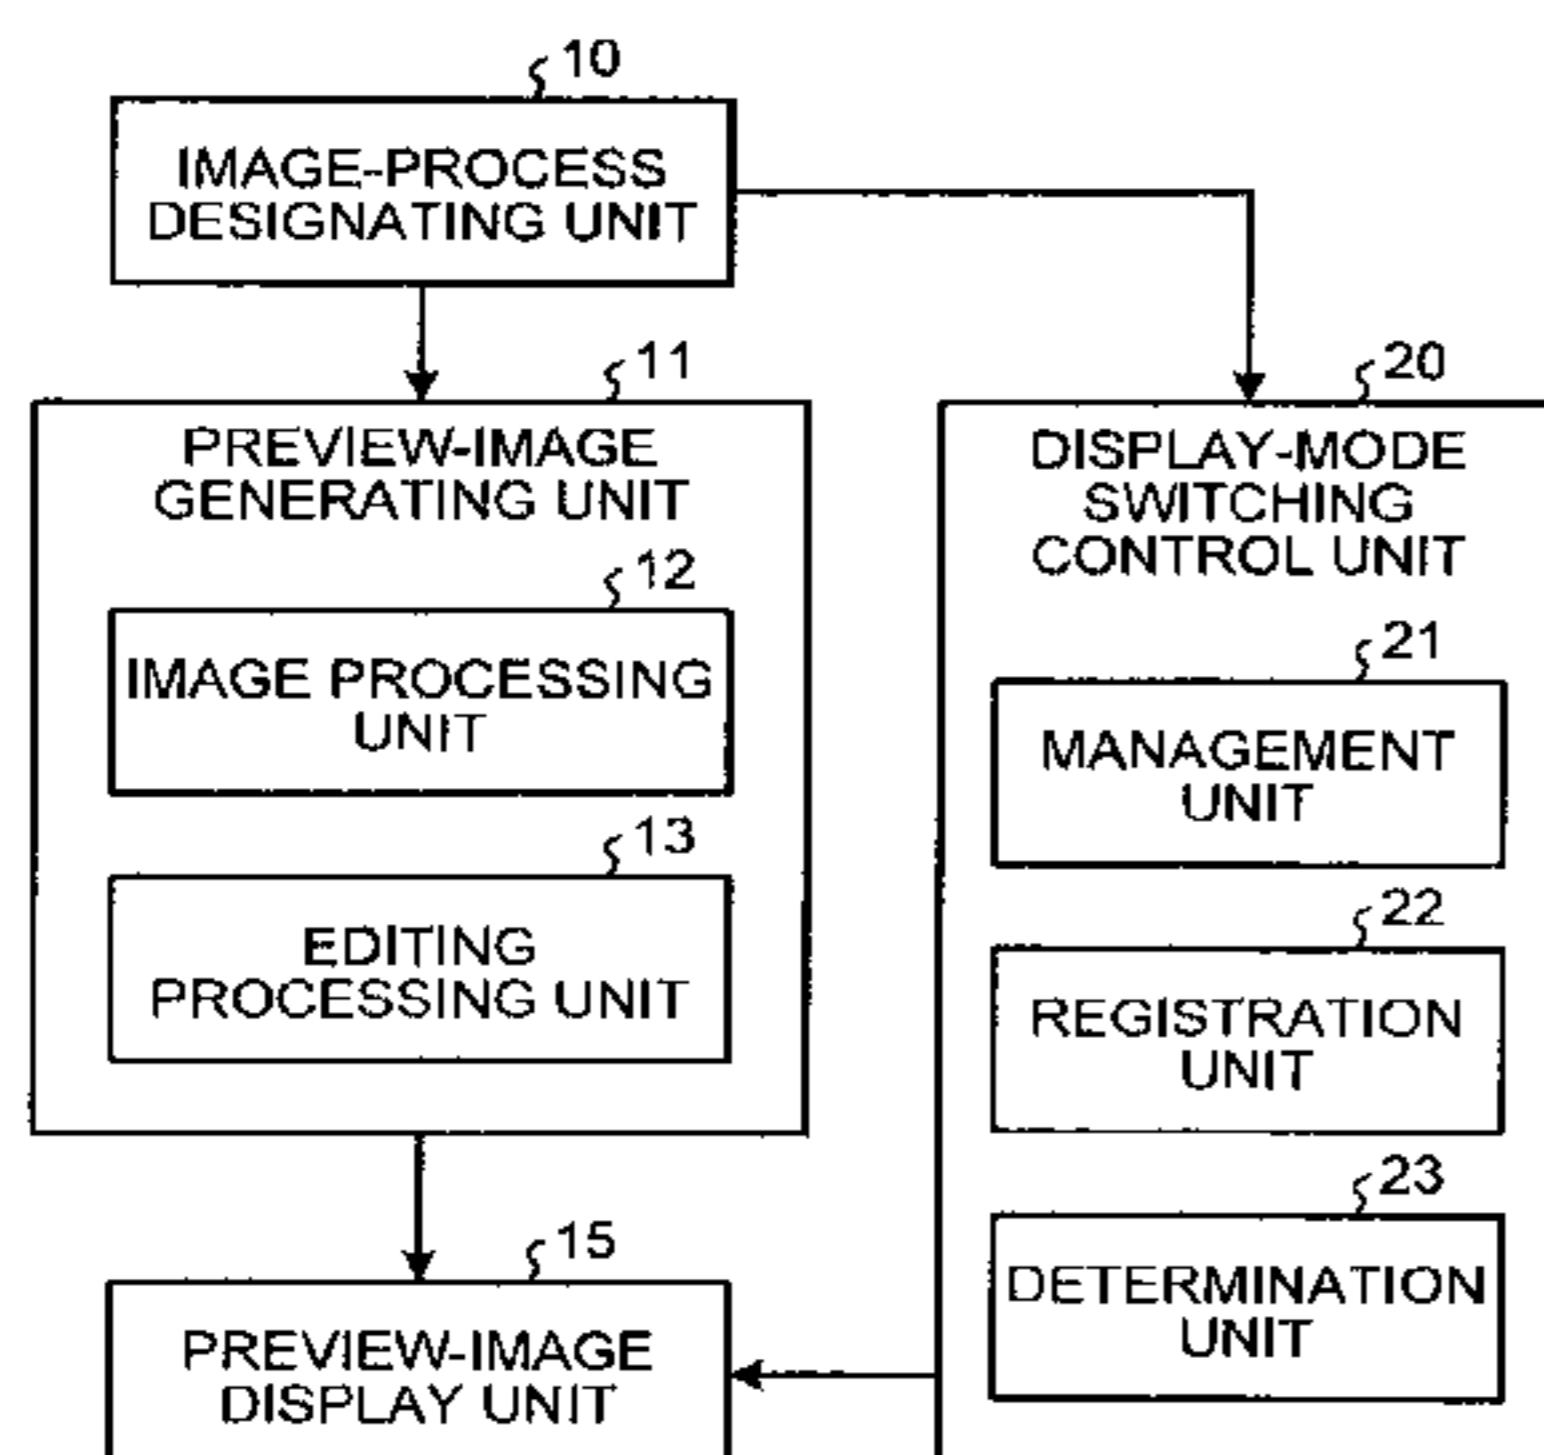 10
IMAGE-PROCESS
DESIGNATING UNIT
11
PREVIEW-IMAGE
GENERATING UNIT
12
IMAGE PROCESSING
UNIT
13
EDITING
PROCESSING UNIT
15
PREVIEW-IMAGE
DISPLAY UNIT
20
DISPLAY-MODE
SWITCHING
CONTROL UNIT
21
MANAGEMENT
UNIT
22
REGISTRATION
UNIT
23
DETERMINATION
UNIT